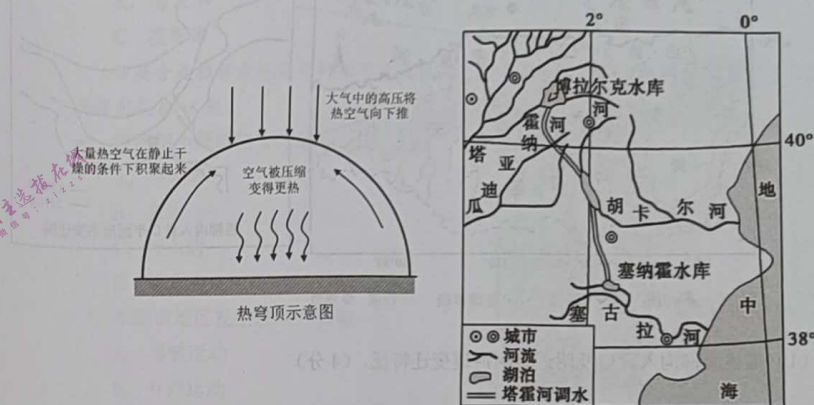 大气中的高压将
热空气向下推
大量热空气在静止干
燥的条件下积聚起来
空气被压缩
变得更热
热穹顶示意图
2°
0°
博拉尔克水库
霍纳河
河
塔
瓜迪亚
40°
胡卡尔河
地中海
塞纳霍水库
塞古拉河
38°
城市
河流
湖泊
塔霍河调水
(4分)